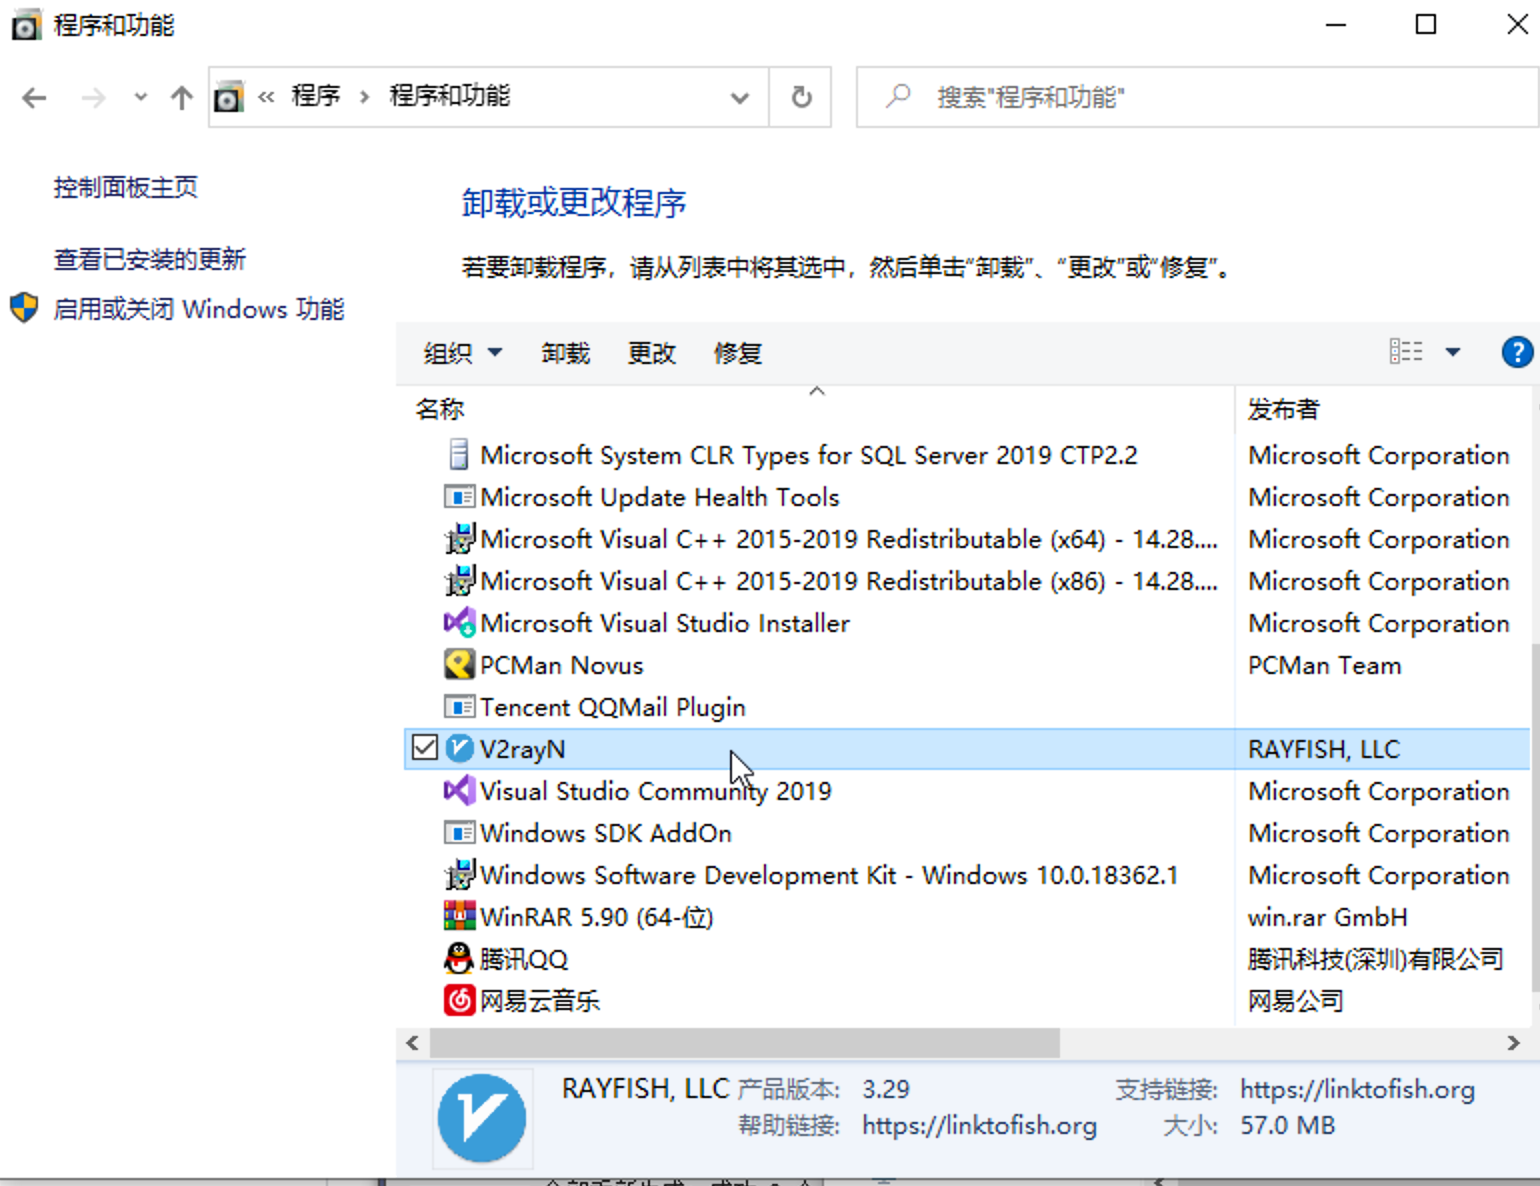 程序和功能
« 程序 › 程序和功能
搜索"程序和功能"
控制面板主页
查看已安装的更新
启用或关闭 Windows 功能
卸载或更改程序
若要卸载程序，请从列表中将其选中，然后单击“卸载”、“更改”或“修复”。
组织 卸载 更改 修复
名称 发布者
Microsoft System CLR Types for SQL Server 2019 CTP2.2 Microsoft Corporation
Microsoft Update Health Tools Microsoft Corporation
Microsoft Visual C++ 2015-2019 Redistributable (x64) - 14.28.... Microsoft Corporation
Microsoft Visual C++ 2015-2019 Redistributable (x86) - 14.28.... Microsoft Corporation
Microsoft Visual Studio Installer Microsoft Corporation
PCMan Novus PCMan Team
Tencent QQMail Plugin
V2rayN RAYFISH, LLC
Visual Studio Community 2019 Microsoft Corporation
Windows SDK AddOn Microsoft Corporation
Windows Software Development Kit - Windows 10.0.18362.1 Microsoft Corporation
WinRAR 5.90 (64-位) win.rar GmbH
腾讯QQ 腾讯科技(深圳)有限公司
网易云音乐 网易公司
RAYFISH, LLC 产品版本: 3.29 支持链接: https://linktofish.org
帮助链接: https://linktofish.org 大小: 57.0 MB